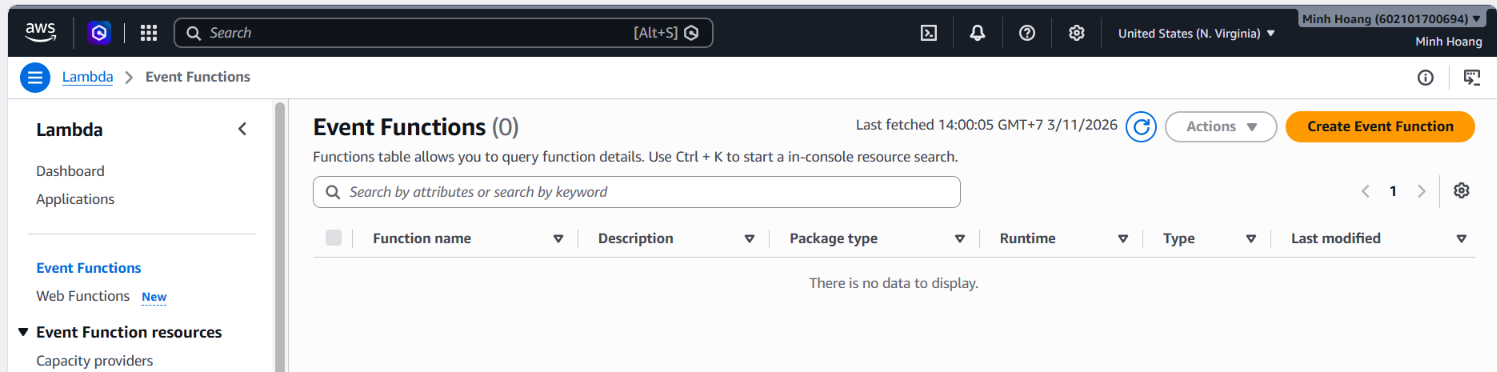 aws
Search [Alt+S]
United States (N. Virginia)
Minh Hoang (602101700694)
Minh Hoang
Lambda Event Functions
Lambda
Dashboard
Applications
Event Functions
Web Functions New
Event Function resources
Capacity providers
Event Functions (0)
Last fetched 14:00:05 GMT+7 3/11/2026
Actions
Create Event Function
Functions table allows you to query function details. Use Ctrl + K to start a in-console resource search.
Search by attributes or search by keyword
1
Function name Description Package type Runtime Type Last modified
There is no data to display.